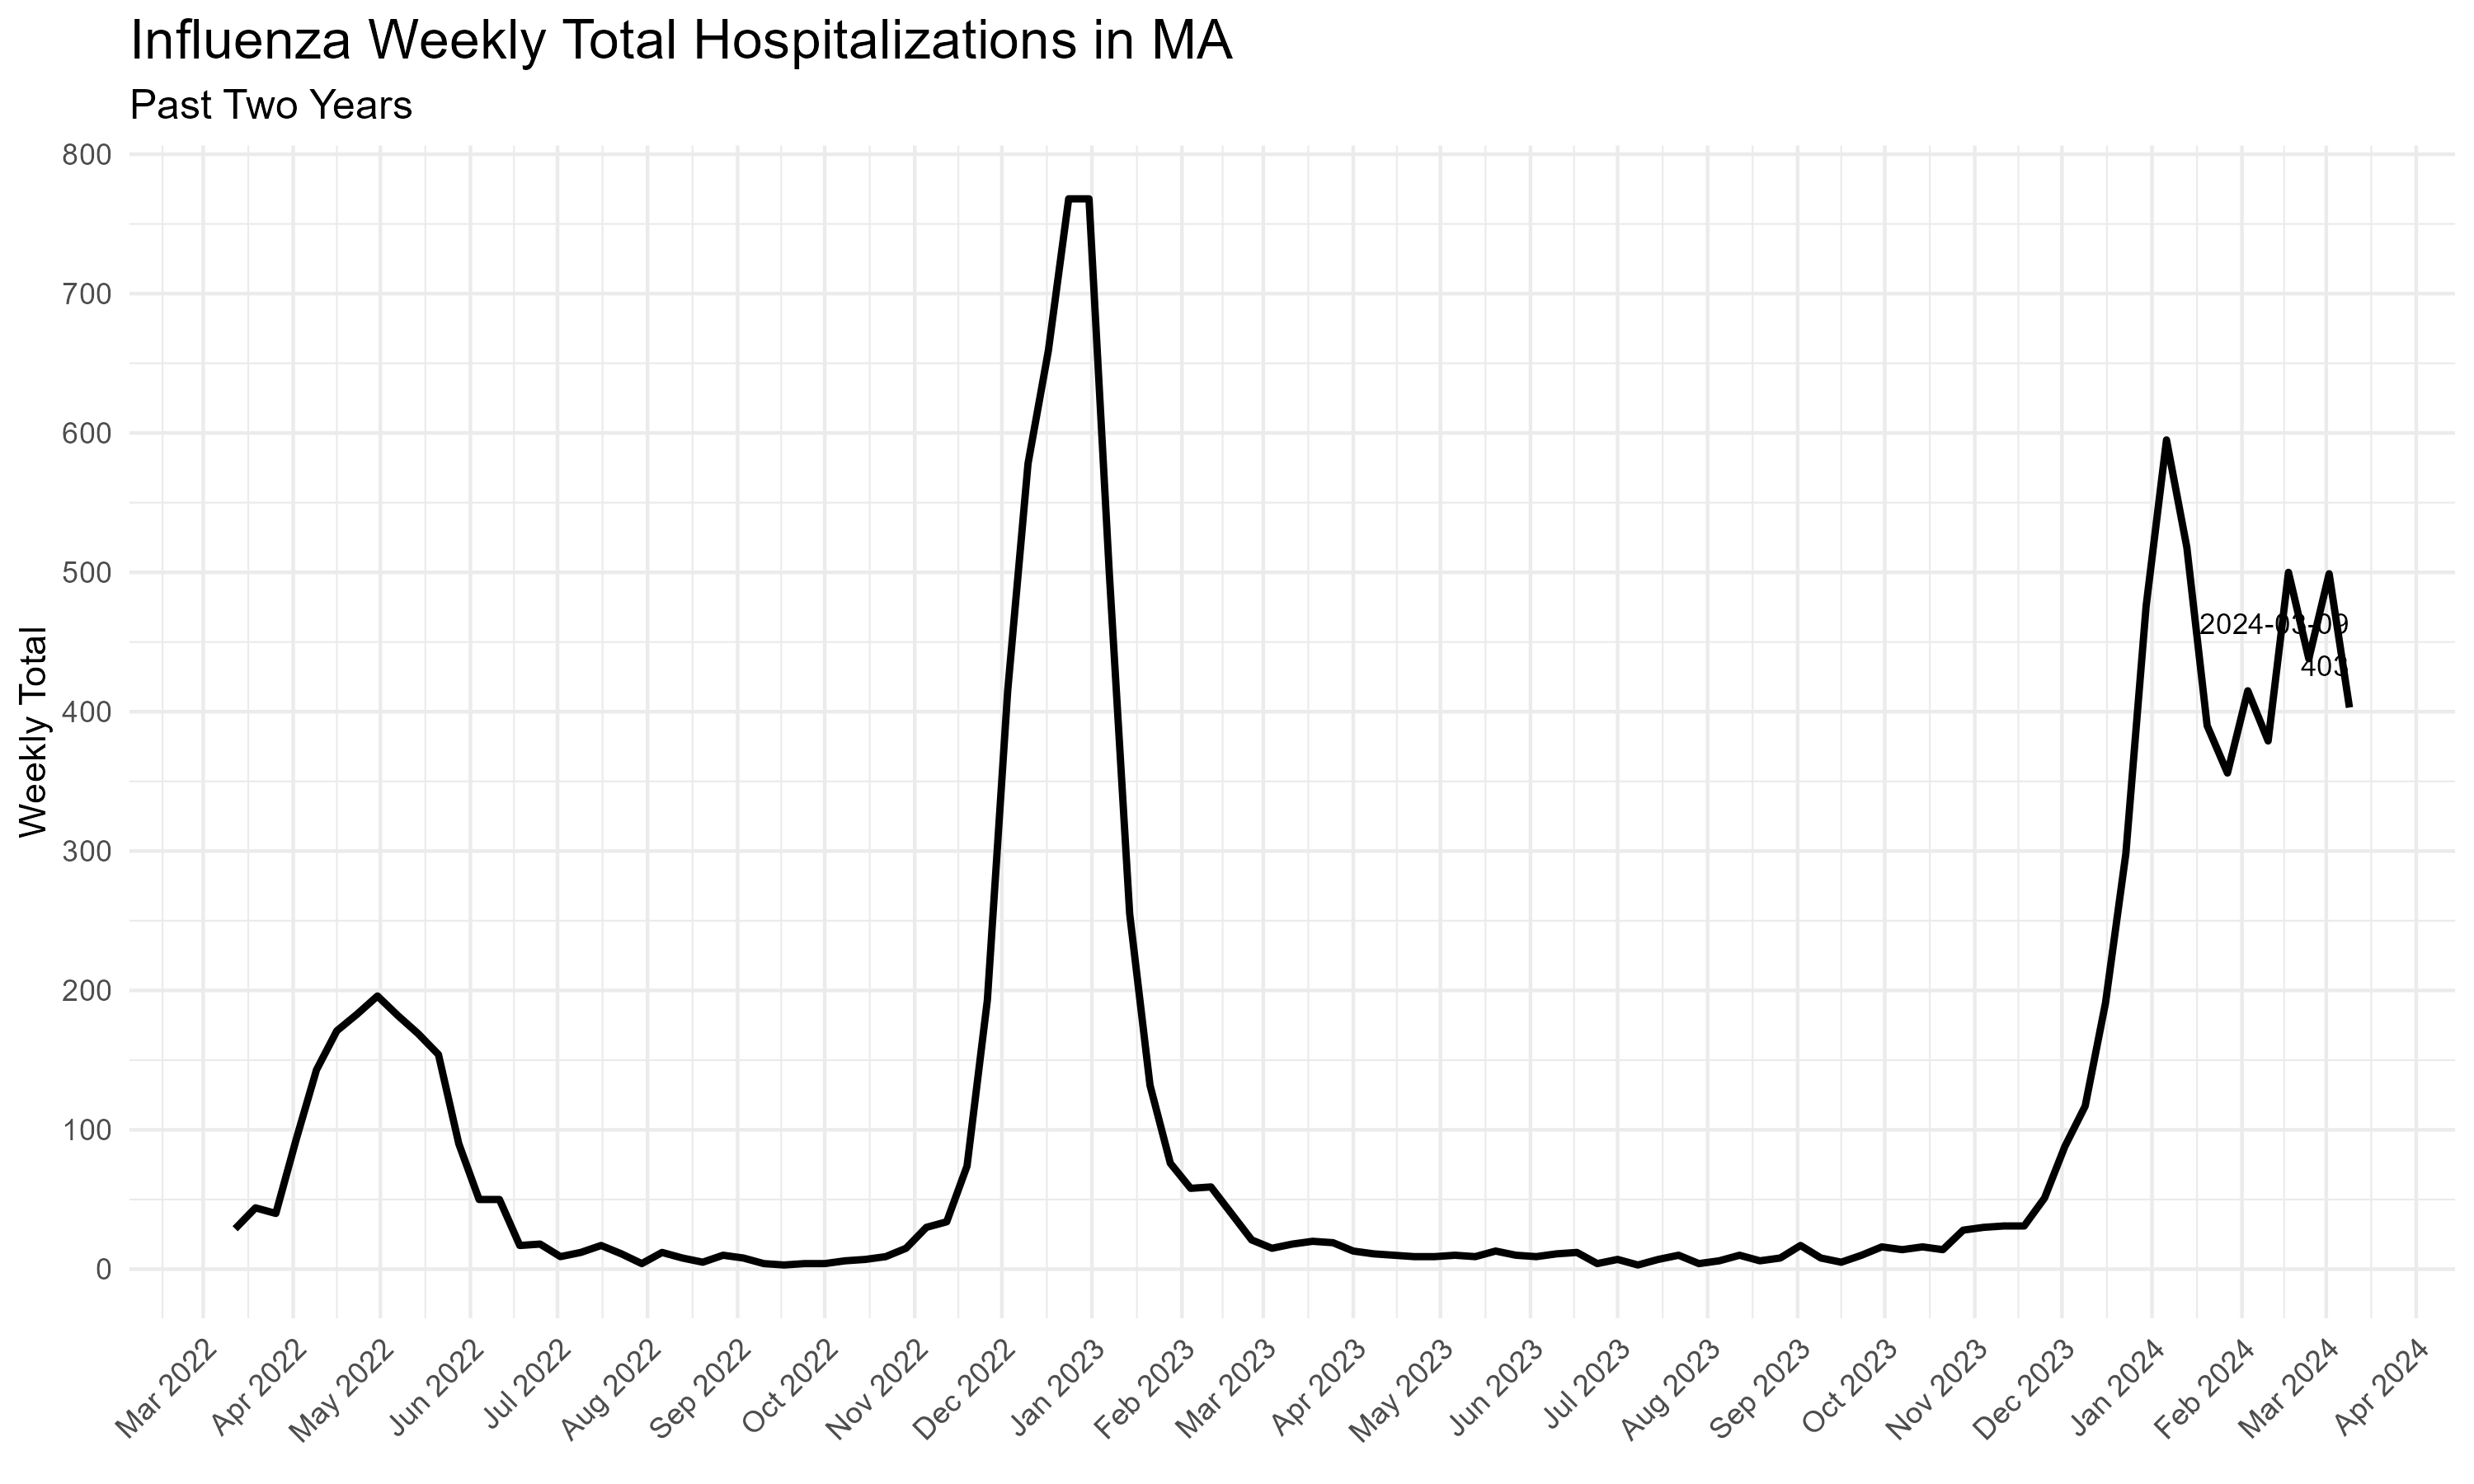 Influenza Weekly Total Hospitalizations in MA
Past Two Years
800
700
600
500
400
300
200
100
0
Weekly Total
2024-03-09
403
Mar 2022
Apr 2022
May 2022
Jun 2022
Jul 2022
Aug 2022
Sep 2022
Oct 2022
Nov 2022
Dec 2022
Jan 2023
Feb 2023
Mar 2023
Apr 2023
May 2023
Jun 2023
Jul 2023
Aug 2023
Sep 2023
Oct 2023
Nov 2023
Dec 2023
Jan 2024
Feb 2024
Mar 2024
Apr 2024